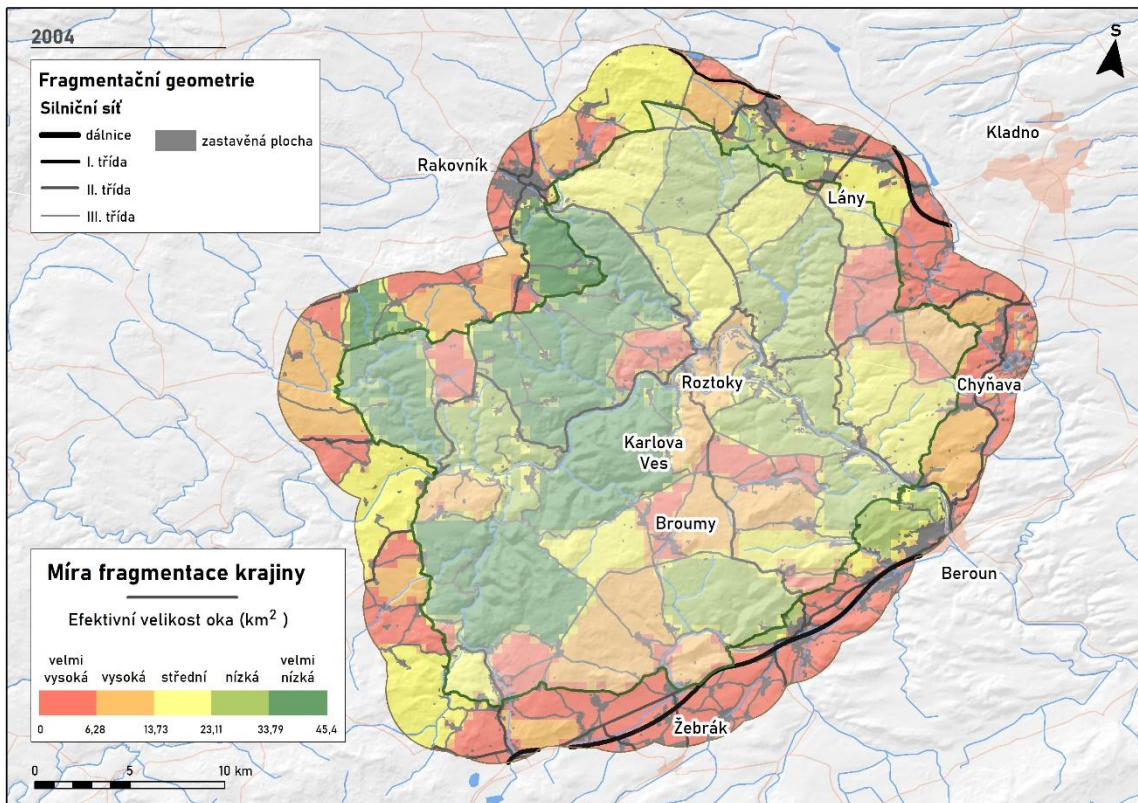 2004
Fragmentační geometrie
Silniční síť
dálnice
zastavěná plocha
I. třída
II. třída
III. třída
S
Kladno
Rakovník
Lány
Roztoky
Chyňava
Karlova
Ves
Broumy
Beroun
Žebrák
Míra fragmentace krajiny
Efektivní velikost oka (km² )
velmi
vysoká
vysoká
střední
nízká
velmi
nízká
0
6,28
13,73
23,11
33,79
45,4
0
5
10 km